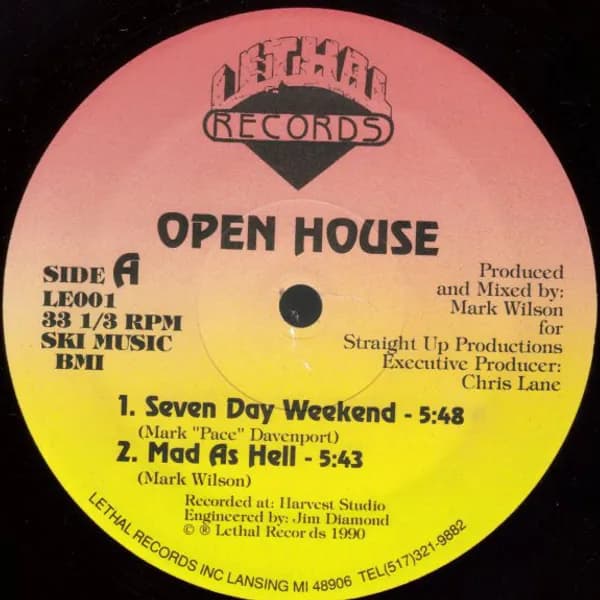 LETHAL
RECORDS
OPEN HOUSE
SIDE A
LE001
33 1/3 RPM
SKI MUSIC
BMI
Produced
and Mixed by:
Mark Wilson
for
Straight Up Productions
Executive Producer:
Chris Lane
1. Seven Day Weekend - 5:48
(Mark "Pace" Davenport)
2. Mad As Hell - 5:43
(Mark Wilson)
Recorded at: Harvest Studio
Engineered by: Jim Diamond
© ® Lethal Records 1990
LETHAL RECORDS INC LANSING MI 48906 TEL(517)321-9882